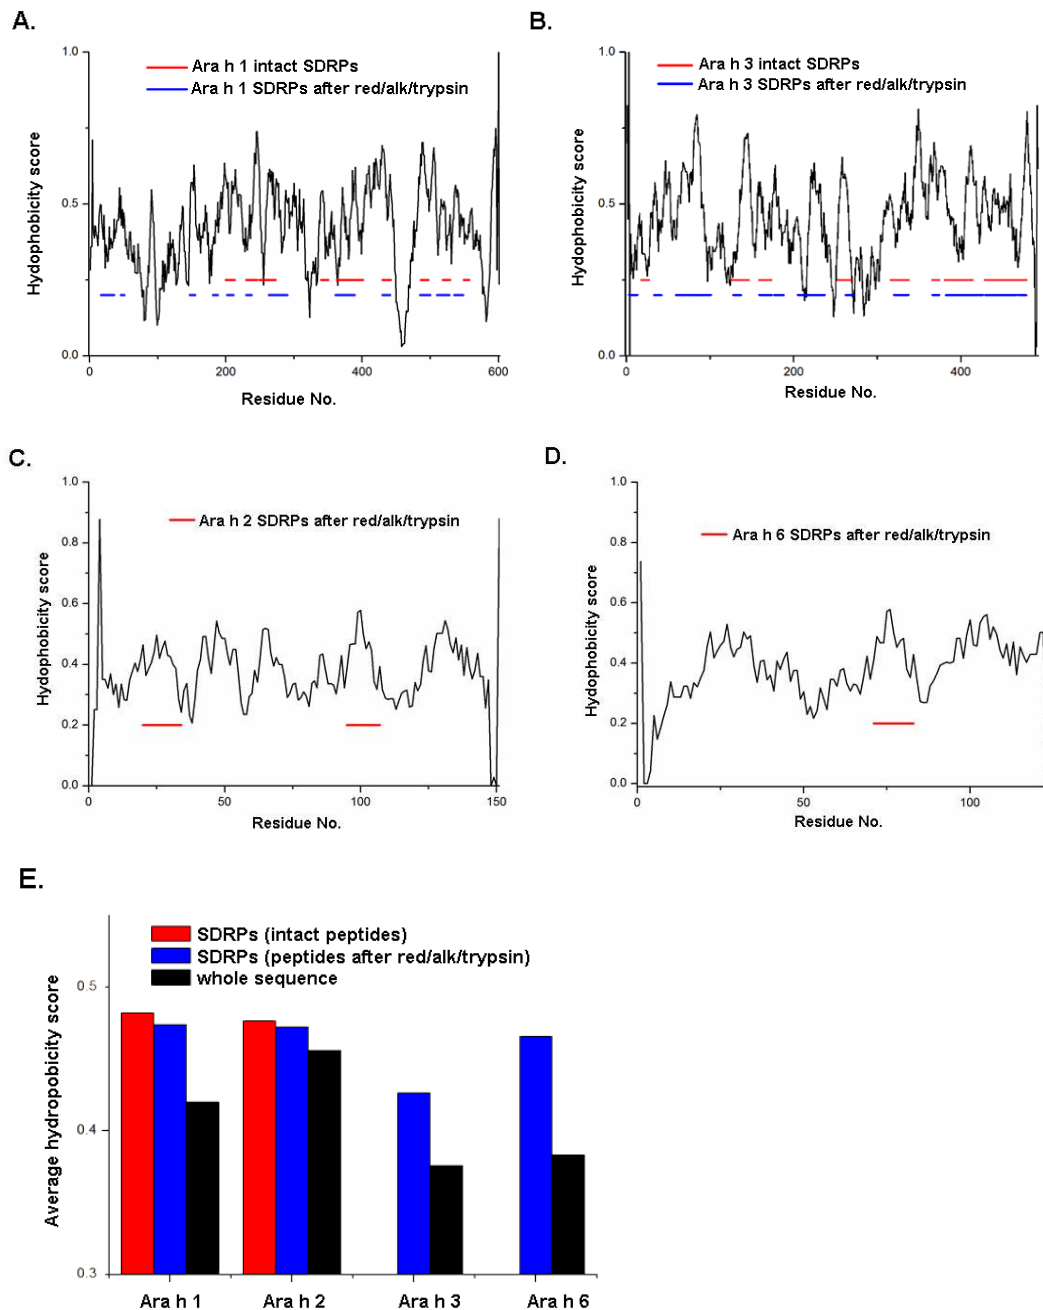 A.
Ara h 1 intact SDRPs
Ara h 1 SDRPs after red/alk/trypsin
Hydophobicity score
1.0
0.5
0.0
0
200
400
600
Residue No.
B.
Ara h 3 intact SDRPs
Ara h 3 SDRPs after red/alk/trypsin
Hydophobicity score
1.0
0.5
0.0
0
200
400
Residue No.
C.
Ara h 2 SDRPs after red/alk/trypsin
Hydophobicity score
1.0
0.8
0.6
0.4
0.2
0.0
0
50
100
150
Residue No.
D.
Ara h 6 SDRPs after red/alk/trypsin
Hydophobicity score
1.0
0.8
0.6
0.4
0.2
0.0
0
50
100
Residue No.
E.
SDRPs (intact peptides)
SDRPs (peptides after red/alk/trypsin)
whole sequence
Average hydropobicity score
0.5
0.4
0.3
Ara h 1
Ara h 2
Ara h 3
Ara h 6